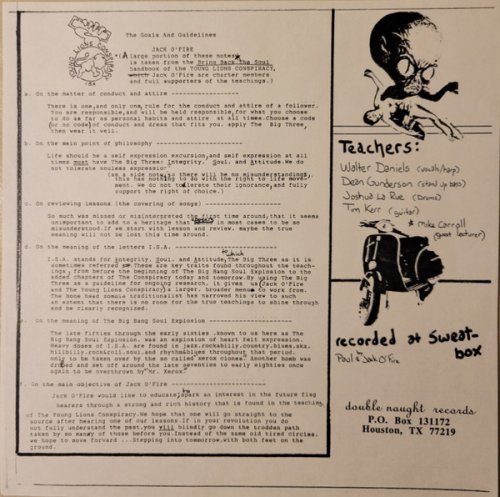 The Goals And Guidelines
JACK O'FIRE
*(A large portion of these notes
is taken from the Bring Back Tha Soul
handbook of the YOUNG LIONS CONSPIRACY,
which Jack O'Fire are charter members
and full supporters of the teachings.)
YOUNG LIONS CONSPIRACY
a. On the matter of conduct and attire
There is one, and only one, rule for the conduct and attire of a follower.
You are responsible, and will be held responsible, for what you choose
to do as far as personal habits and attire at all times. Choose a code
(or no code) of conduct and dress that fits you. apply The Big Three,
then wear it well.
b. On the main point of philosophy
Life should be a self expression excursion, and self expression at all
times must have The Big Three: Integrity, Soul, and Attitude. We do
not tolerate souless expression
(as a side note, is there will be no misunderstandings,
this has nothing to do with the right to life move-
ment. We do not tolerate their ignorance, and fully
support the right of choice.)
c. On reviewing lessons (the covering of songs)
So much was missed or misinterpreted the first time around, that it seems
unimportant to add to a heritage that in most cases to be so
misunderstood. If we start with lesson and review, maybe the true
meaning will not be lost this time around.
d. On the meaning of the letters I.S.A.
I.S.A. stands for Integrity, Soul, and Attitude, which The Big Three as it is
sometimes referred to. These are key traits found throughout the teach-
ings, from before the beginning of The Big Bang Soul Explosion to the
added chapters of The Conspiracy today and tomorrow. By using The Big
Three as a guideline for ongoing research, it gives us (Jack O'Fire
and The Young Lions Conspiracy) a larger, broader menu to work from.
The bone head somoa traditionalist has narrowed his view to such
an extent that there is no room for the true teachings to shine through
and be clearly recognized.
e. On the meaning of The Big Bang Soul Explosion
The late fifties through the early sixties, known to us here as The
Big Bang Soul Explosion, was an explosion of heart felt expression.
Heavy doses of I.S.A. are found in jazz, rockabilly, country, blues, ska,
hillbilly, rock&roll, soul, and rhythm&blues throughout that period.
only to be taken over by the so called "xerox clones" Another bomb was
dropped and set off around the late seventies to early eighties once
again to be overthrown by "Mr. Xerox"
f. On the main objective of Jack O'FIRE
Jack O'Fire would like to educate, by spark an interest in the future flag
bearers through a strong and rich history that is found in the teaching
of The Young Lions Conspiracy. We hope that one will go straight to the
source after hearing one of our lessons. If in your revolution you do
not fully understand the past, you will blindly go down the trodden path
taken by so many of those before you. Instead of the same old tired circles.
we hope to move forward ...Stepping into tommorow, with both feet on the
ground.
Teachers:
Walter Daniels (vocals/harp)
Dean Gunderson (stand up bass)
Joshua La Rue (drums)
Tim Kerr (guitar)
* Mike Carroll
(guest lecturer)
recorded at Sweat-
box
by
Paul & Jack O'Fire
double naught records
P.O. Box 131172
Houston, TX 77219